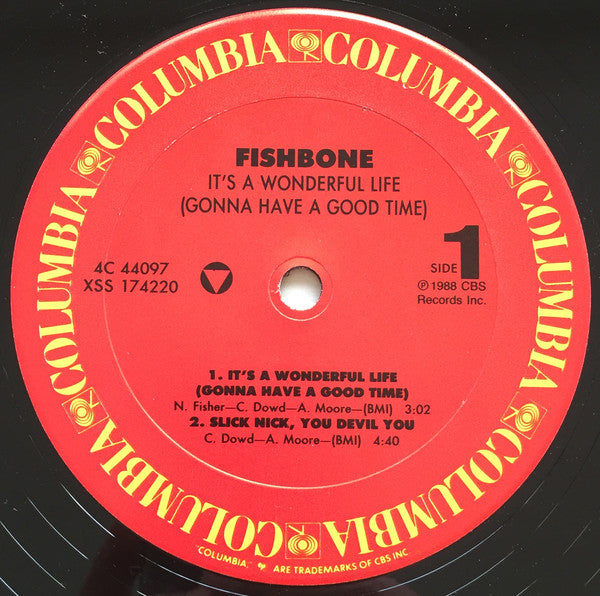 COLUMBIA COLUMBIA COLUMBIA COLUMBIA COLUMBIA COLUMBIA
FISHBONE
IT'S A WONDERFUL LIFE
(GONNA HAVE A GOOD TIME)
4C 44097
XSS 174220
SIDE 1
℗ 1988 CBS
Records Inc.
1. IT'S A WONDERFUL LIFE
(GONNA HAVE A GOOD TIME)
N. Fisher—C. Dowd—A. Moore—(BMI) 3:02
2. SLICK NICK, YOU DEVIL YOU
C. Dowd—A. Moore—(BMI) 4:40
"COLUMBIA," ARE TRADEMARKS OF CBS INC.